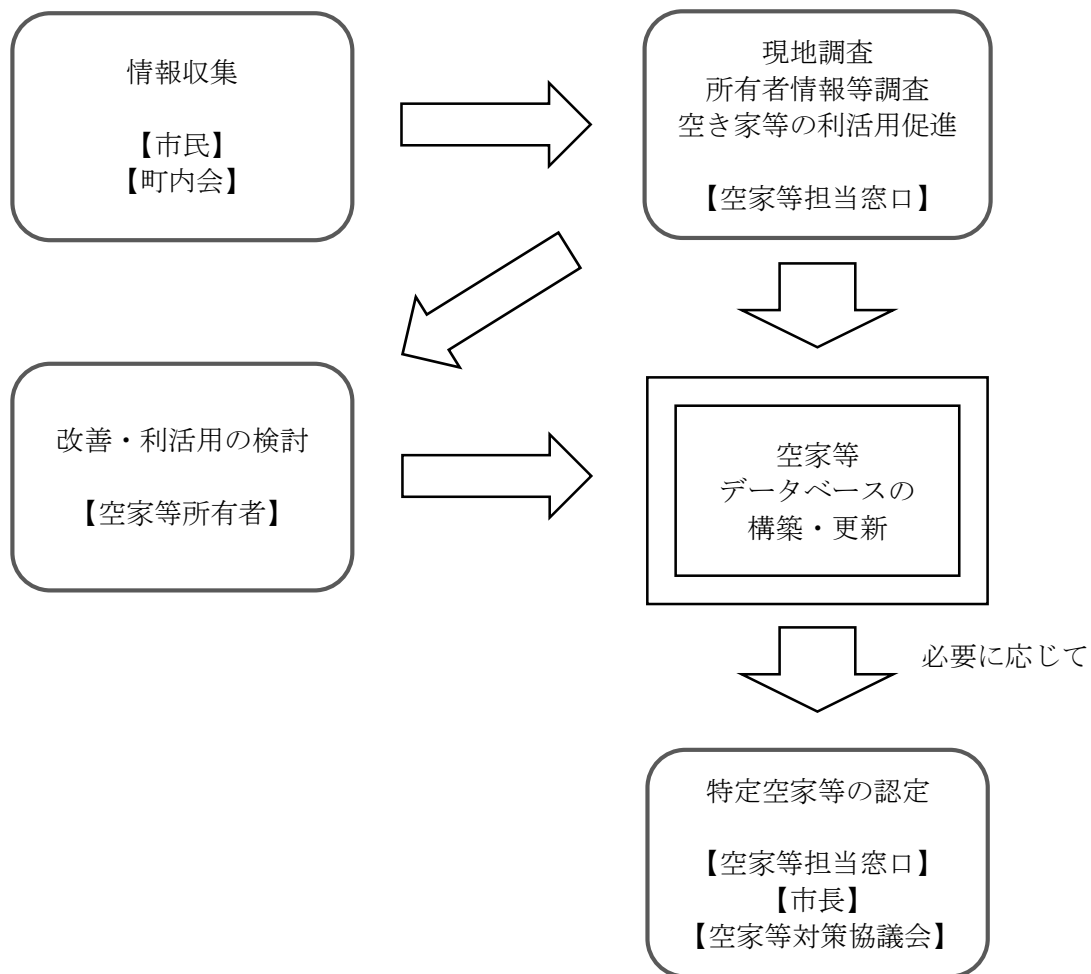 情報収集
【市民】
【町内会】
現地調査
所有者情報等調査
空き家等の利活用促進
【空家等担当窓口】
改善・利活用の検討
【空家等所有者】
空家等
データベースの
構築・更新
必要に応じて
特定空家等の認定
【空家等担当窓口】
【市長】
【空家等対策協議会】